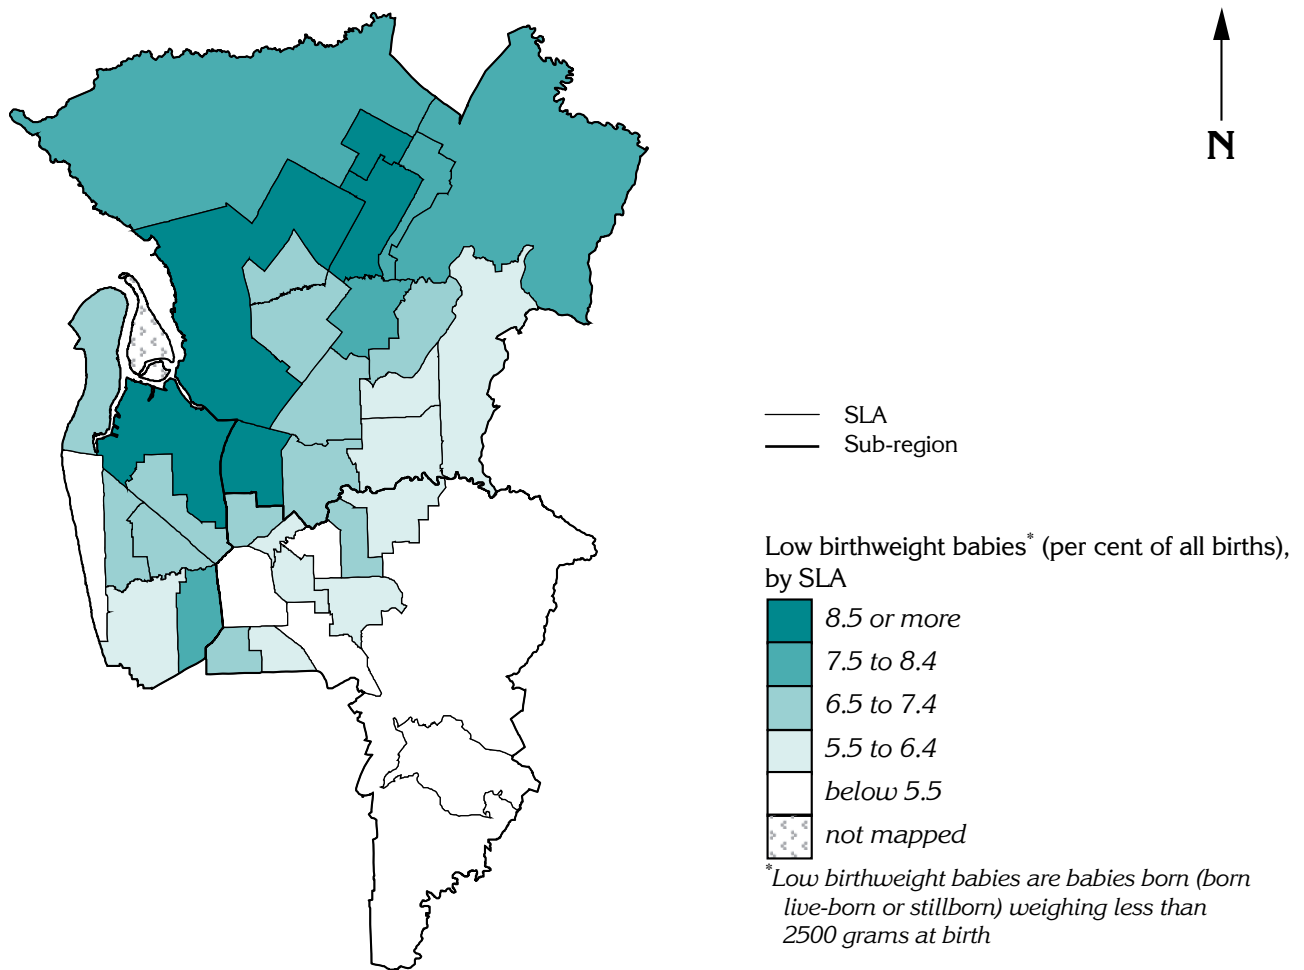 N
SLA
Sub-region
Low birthweight babies* (per cent of all births),
by SLA
8.5 or more
7.5 to 8.4
6.5 to 7.4
5.5 to 6.4
below 5.5
not mapped
*Low birthweight babies are babies born (born
live-born or stillborn) weighing less than
2500 grams at birth